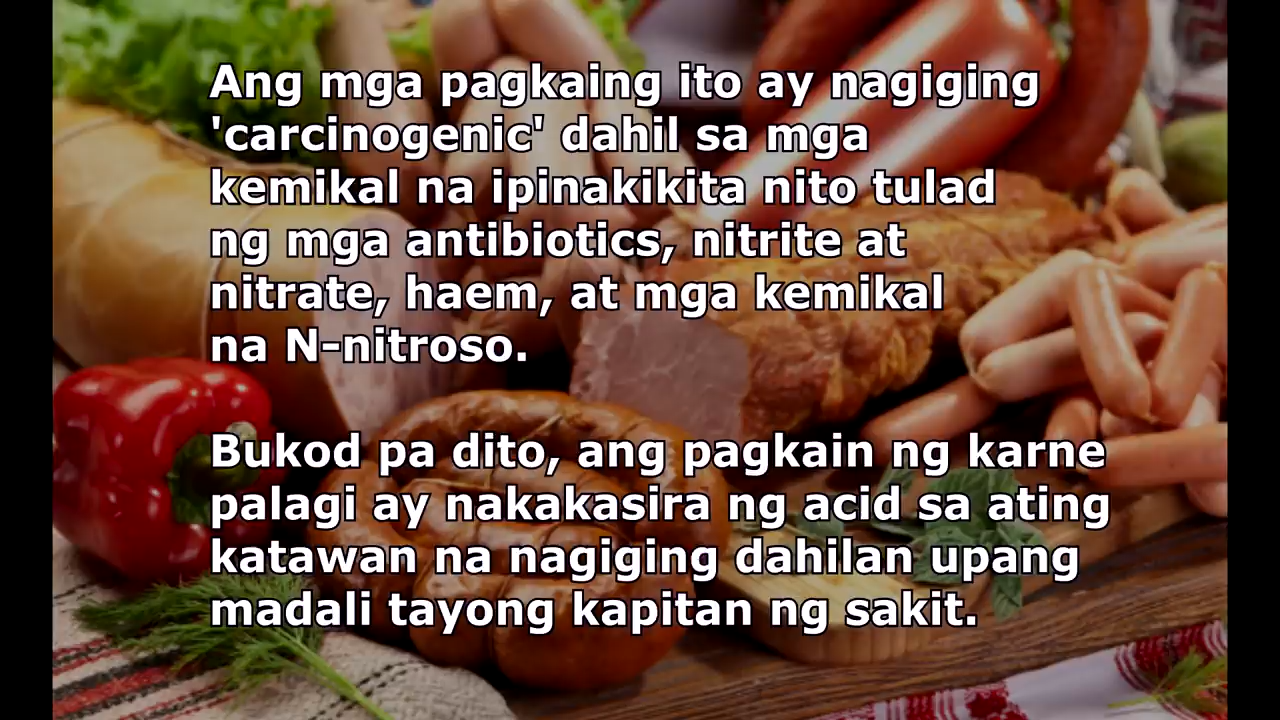 Ang mga pagkaing ito ay nagiging
'carcinogenic' dahil sa mga
kemikal na ipinakikita nito tulad
ng mga antibiotics, nitrite at
nitrate, haem, at mga kemikal
na N-nitroso.
Bukod pa dito, ang pagkain ng karne
palagi ay nakakasira ng acid sa ating
katawan na nagiging dahilan upang
madali tayong kapitan ng sakit.